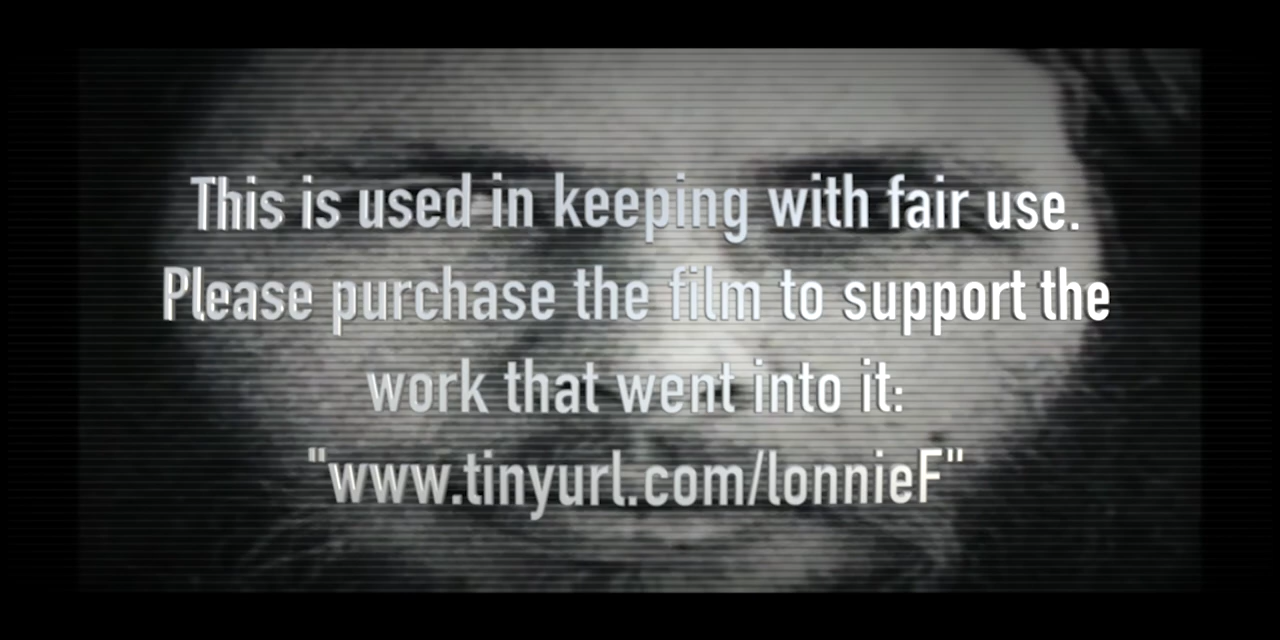 This is used in keeping with fair use.
Please purchase the film to support the
work that went into it:
"www.tinyurl.com/lonnieF"